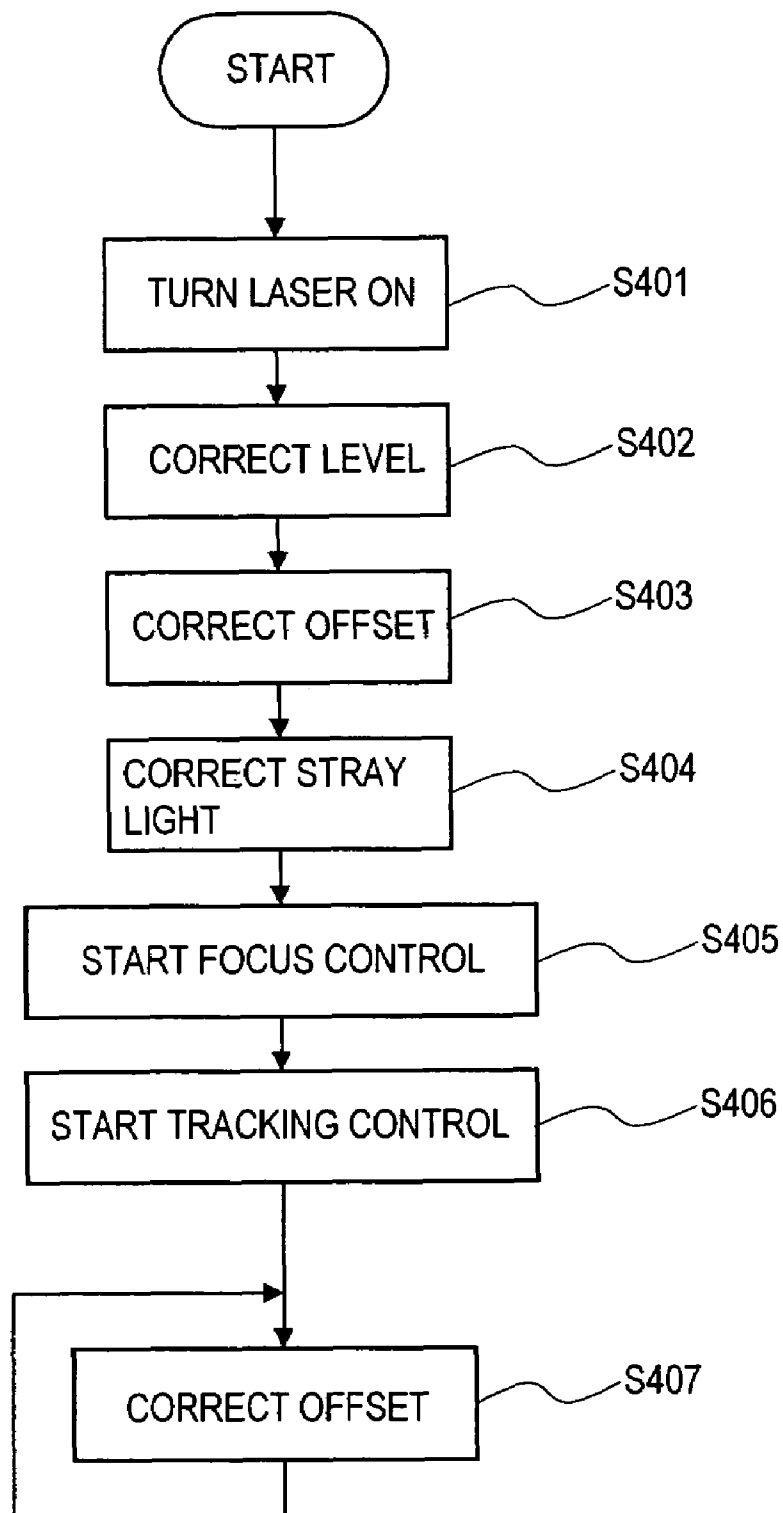 START
TURN LASER ON
S401
CORRECT LEVEL
S402
CORRECT OFFSET
S403
CORRECT STRAY
LIGHT
S404
START FOCUS CONTROL
S405
START TRACKING CONTROL
S406
CORRECT OFFSET
S407